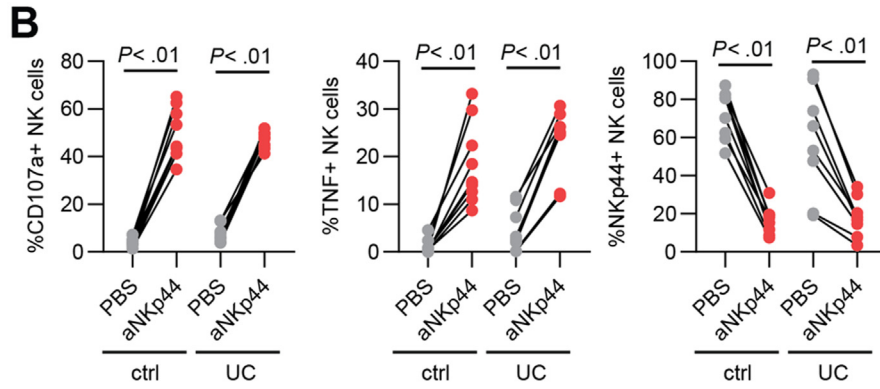 B
%CD107a+ NK cells
P< .01
P< .01
80
60
40
20
0
PBS
aNKp44
PBS
aNKp44
ctrl
UC
%TNF+ NK cells
P< .01
P< .01
40
30
20
10
0
PBS
aNKp44
PBS
aNKp44
ctrl
UC
%NKp44+ NK cells
P< .01
P< .01
100
80
60
40
20
0
PBS
aNKp44
PBS
aNKp44
ctrl
UC